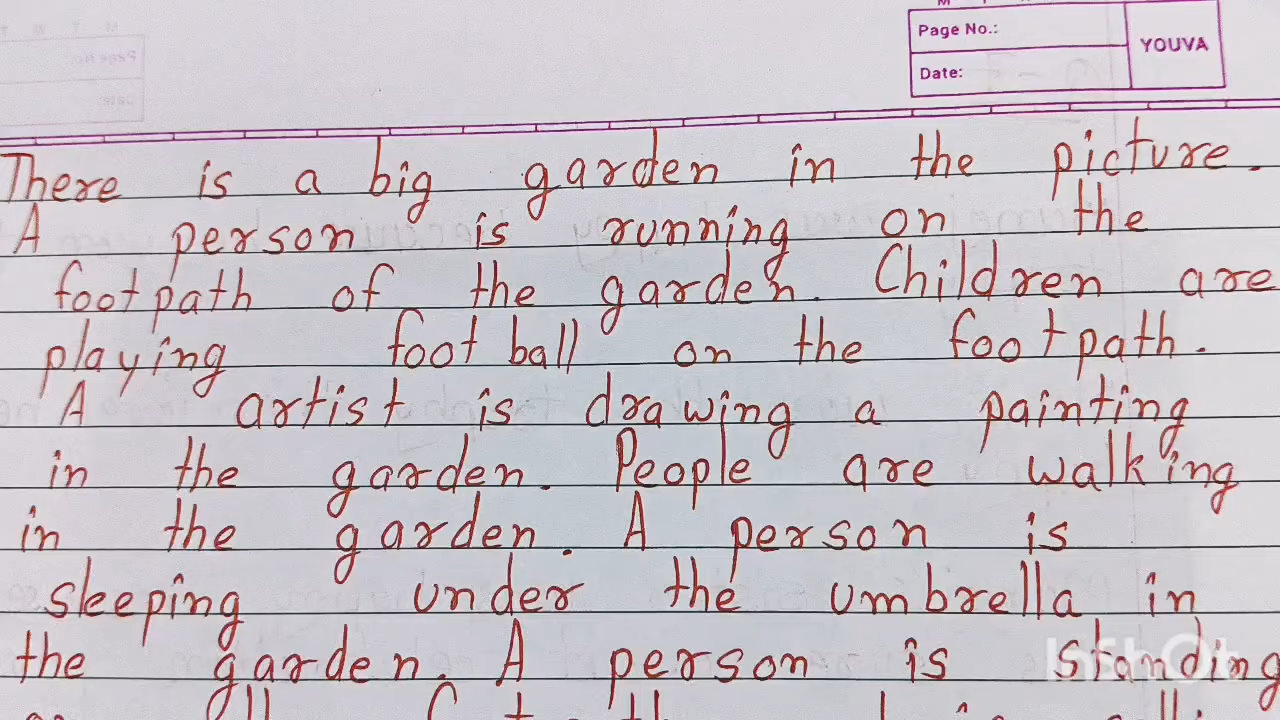 Page No.:
YOUVA
Date:
There is a big garden in the picture.
A person is running on the
footpath of the garden. Children are
playing football on the footpath.
A artist is drawing a painting
in the garden. People are walking
in the garden. A person is
sleeping under the umbrella in
the garden. A person is standing
InShOt